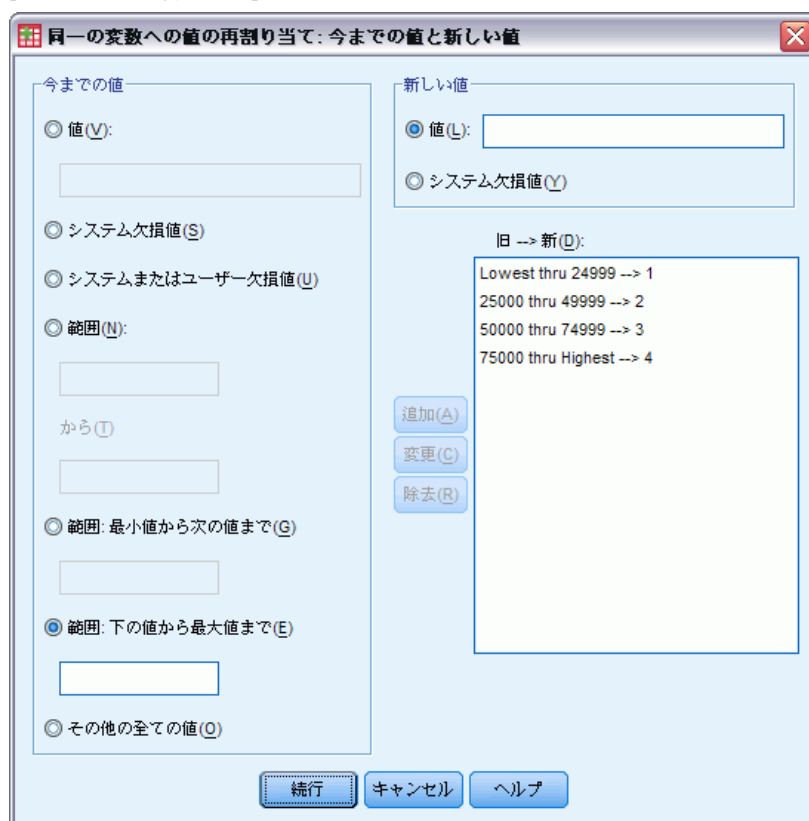 同一の変数への値の再割り当て: 今までの値と新しい値
今までの値
値(V):
システム欠損値(S)
システムまたはユーザー欠損値(U)
範囲(N):
から(T)
範囲: 最小値から次の値まで(G)
範囲: 下の値から最大値まで(E)
その他の全ての値(O)
新しい値
値(L):
システム欠損値(Y)
旧 --> 新(D):
Lowest thru 24999 --> 1
25000 thru 49999 --> 2
50000 thru 74999 --> 3
75000 thru Highest --> 4
追加(A)
変更(C)
除去(R)
続行
キャンセル
ヘルプ